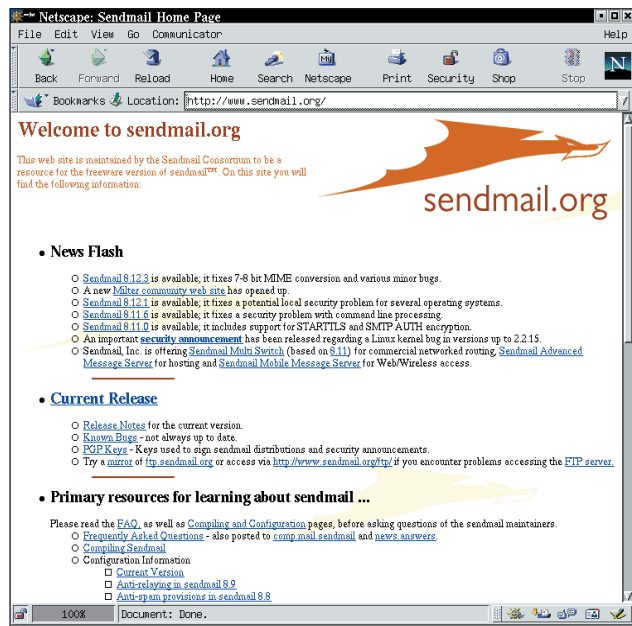 Netscape: Sendmail Home Page
File Edit View Go Communicator Help
Back Forward Reload Home Search Netscape Print Security Shop Stop
N
Bookmarks Location: http://www.sendmail.org/
Welcome to sendmail.org
This web site is maintained by the Sendmail Consortium to be a
resource for the freeware version of sendmail™. On this site you will
find the following information:
sendmail.org
News Flash
Sendmail 8.12.3 is available; it fixes 7-8 bit MIME conversion and various minor bugs.
A new Milter community web site has opened up.
Sendmail 8.12.1 is available; it fixes a potential local security problem for several operating systems.
Sendmail 8.11.6 is available; it fixes a security problem with command line processing.
Sendmail 8.11.0 is available; it includes support for STARTTLS and SMTP AUTH encryption.
An important security announcement has been released regarding a Linux kernel bug in versions up to 2.2.15.
Sendmail, Inc. is offering Sendmail Multi Switch (based on 8.11) for commercial networked routing, Sendmail Advanced
Message Server for hosting and Sendmail Mobile Message Server for Web/Wireless access.
Current Release
Release Notes for the current version.
Known Bugs - not always up to date.
PGP Keys - Keys used to sign sendmail distributions and security announcements.
Try a mirror of ftp.sendmail.org or access via http://www.sendmail.org/ftp/ if you encounter problems accessing the FTP server.
Primary resources for learning about sendmail ...
Please read the FAQ, as well as Compiling and Configuration pages, before asking questions of the sendmail maintainers.
Frequently Asked Questions - also posted to comp.mail.sendmail and news.answers.
Compiling Sendmail
Configuration Information
Current Version
Anti-relaying in sendmail 8.9
Anti-spam provisions in sendmail 8.8
100% Document: Done.